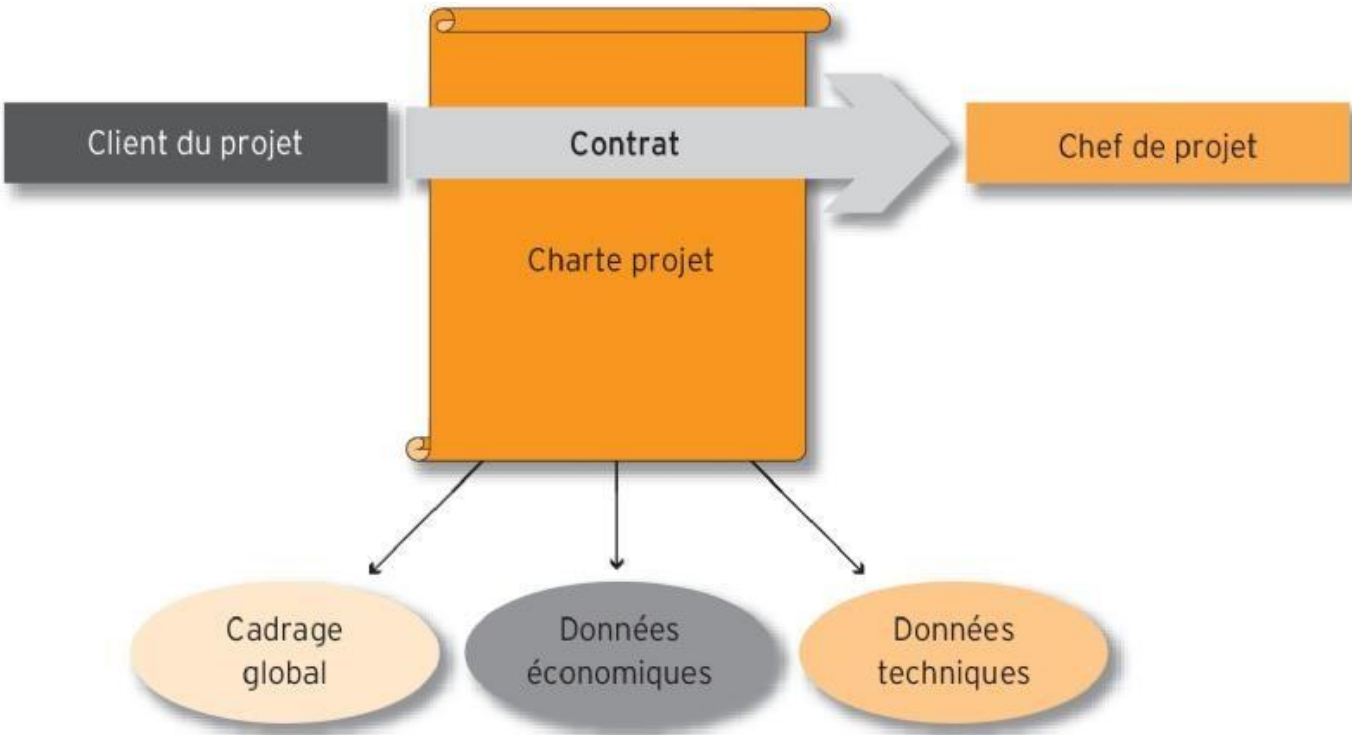 Client du projet
Contrat
Chef de projet
Charte projet
Cadrage
global
Données
économiques
Données
techniques